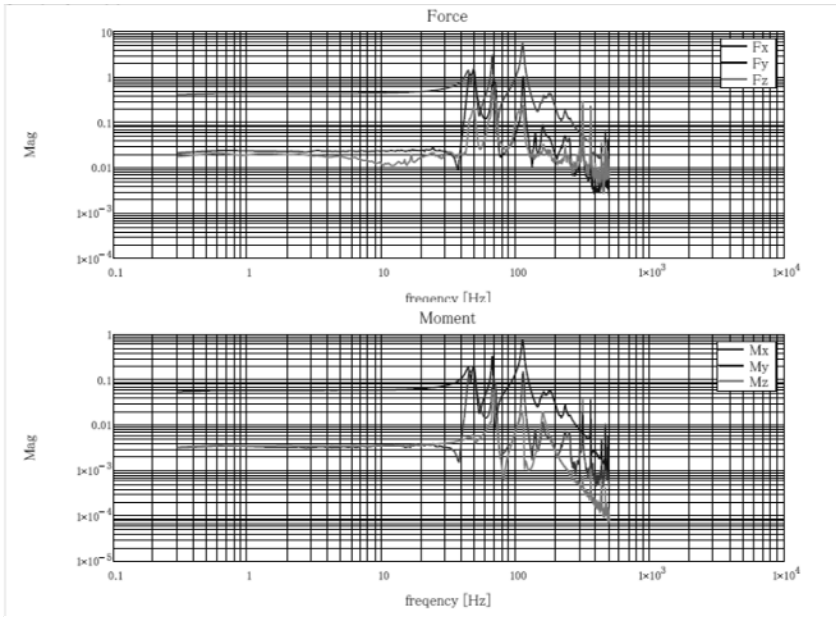 Force
10
1
0.1
0.01
1×10⁻³
1×10⁻⁴
Mag
Fx
Fy
Fz
0.1 1 10 100 1×10³ 1×10⁴
freqency [Hz]
Moment
1
0.1
0.01
1×10⁻³
1×10⁻⁴
1×10⁻⁵
Mag
Mx
My
Mz
0.1 1 10 100 1×10³ 1×10⁴
freqency [Hz]